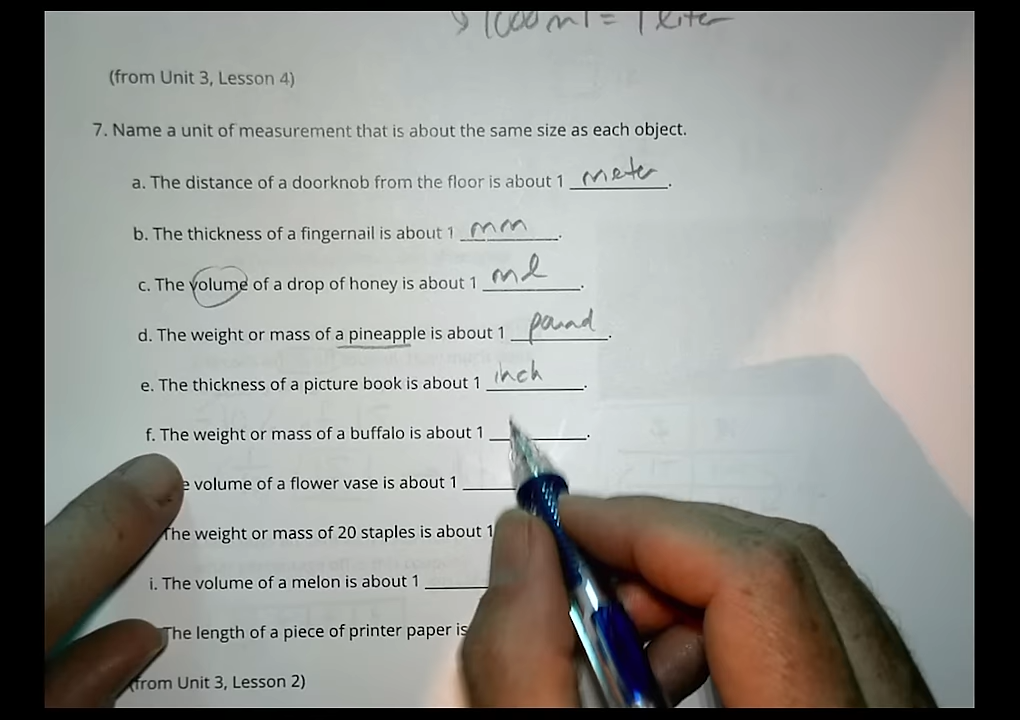 1000 ml = 1 liter
(from Unit 3, Lesson 4)
7. Name a unit of measurement that is about the same size as each object.
a. The distance of a doorknob from the floor is about 1 meter.
b. The thickness of a fingernail is about 1 mm.
c. The volume of a drop of honey is about 1 ml.
d. The weight or mass of a pineapple is about 1 pound.
e. The thickness of a picture book is about 1 inch.
f. The weight or mass of a buffalo is about 1 ______.
e volume of a flower vase is about 1 ____
The weight or mass of 20 staples is about 1
i. The volume of a melon is about 1 ____
The length of a piece of printer paper is
(from Unit 3, Lesson 2)